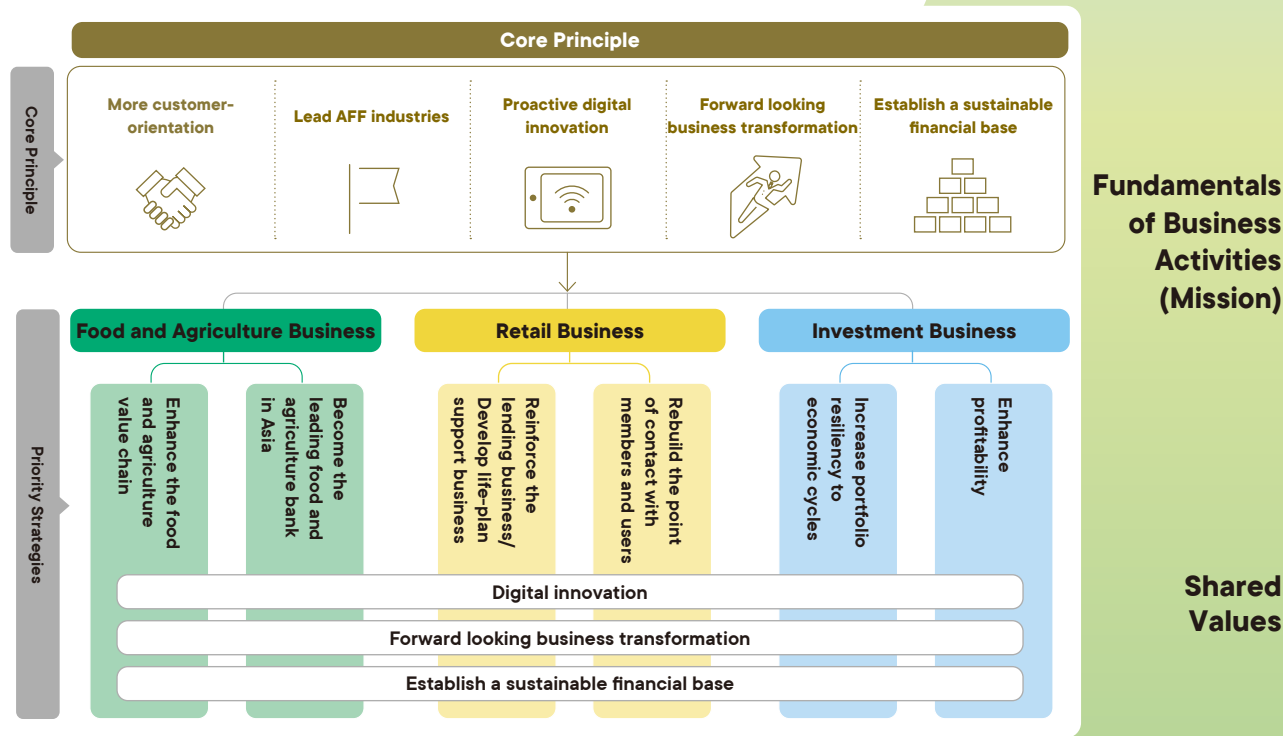 Core Principle
Core Principle
More customer-
orientation
Lead AFF industries
Proactive digital
innovation
Forward looking
business transformation
Establish a sustainable
financial base
Fundamentals
of Business
Activities
(Mission)
Priority Strategies
Food and Agriculture Business
Retail Business
Investment Business
Enhance the food
and agriculture
value chain
Become the
leading food and
agriculture bank
in Asia
Reinforce the
lending business/
Develop life-plan
support business
Rebuild the point
of contact with
members and users
Increase portfolio
resiliency to
economic cycles
Enhance
profitability
Digital innovation
Forward looking business transformation
Establish a sustainable financial base
Shared
Values